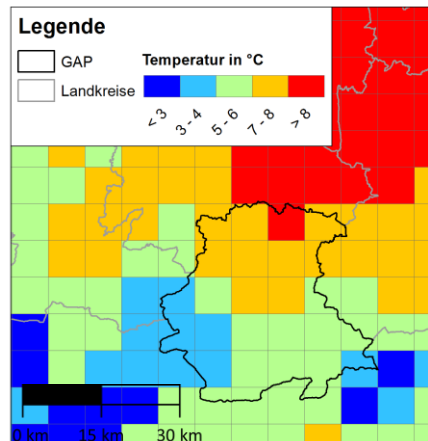 Legende
GAP
Landkreise
Temperatur in °C
< 3
3 - 4
5 - 6
7 - 8
> 8
0 km 15 km 30 km